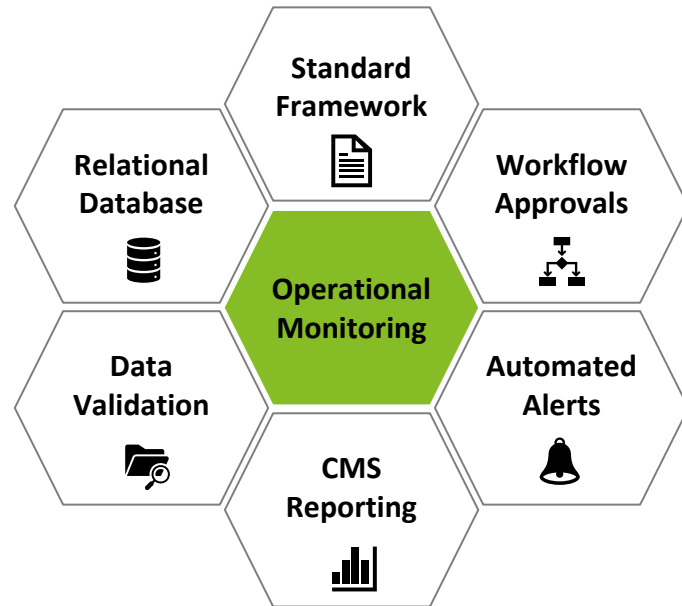 Standard
Framework
Relational
Database
Workflow
Approvals
Operational
Monitoring
Data
Validation
Automated
Alerts
CMS
Reporting